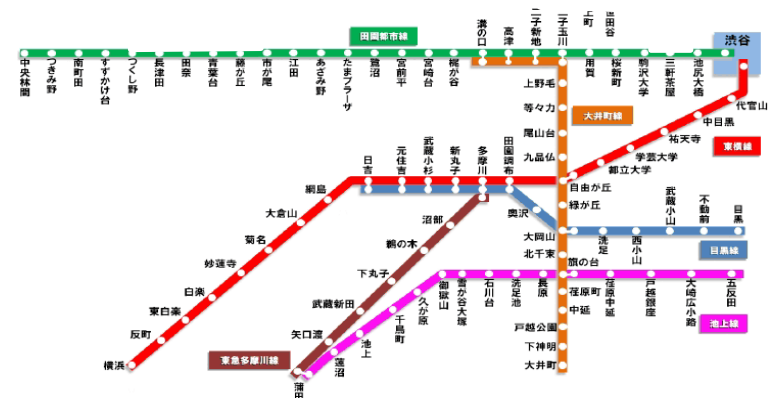 田園都市線
渋谷
溝の口
高津
二子新地
二子玉川
上町
世田谷
中央林間
つきみ野
南町田
すずかけ台
つくし野
長津田
田奈
青葉台
藤が丘
市が尾
江田
あざみ野
たまプラーザ
鷺沼
宮前平
宮崎台
梶が谷
用賀
桜新町
駒沢大学
三軒茶屋
池尻大橋
上野毛
等々力
大井町線
尾山台
九品仏
代官山
中目黒
祐天寺
学芸大学
都立大学
自由が丘
東横線
日吉
元住吉
武蔵小杉
新丸子
多摩川
田園調布
綱島
大倉山
菊名
妙蓮寺
白楽
東白楽
反町
横浜
緑が丘
奥沢
大岡山
北千束
旗の台
洗足
西小山
武蔵小山
不動前
目黒
目黒線
沼部
鵜の木
下丸子
武蔵新田
矢口渡
蒲田
東急多摩川線
御嶽山
雪が谷大塚
石川台
洗足池
長原
久が原
千鳥町
池上
蓮沼
荏原町
中延
戸越公園
下神明
大井町
荏原中延
戸越銀座
大崎広小路
五反田
池上線